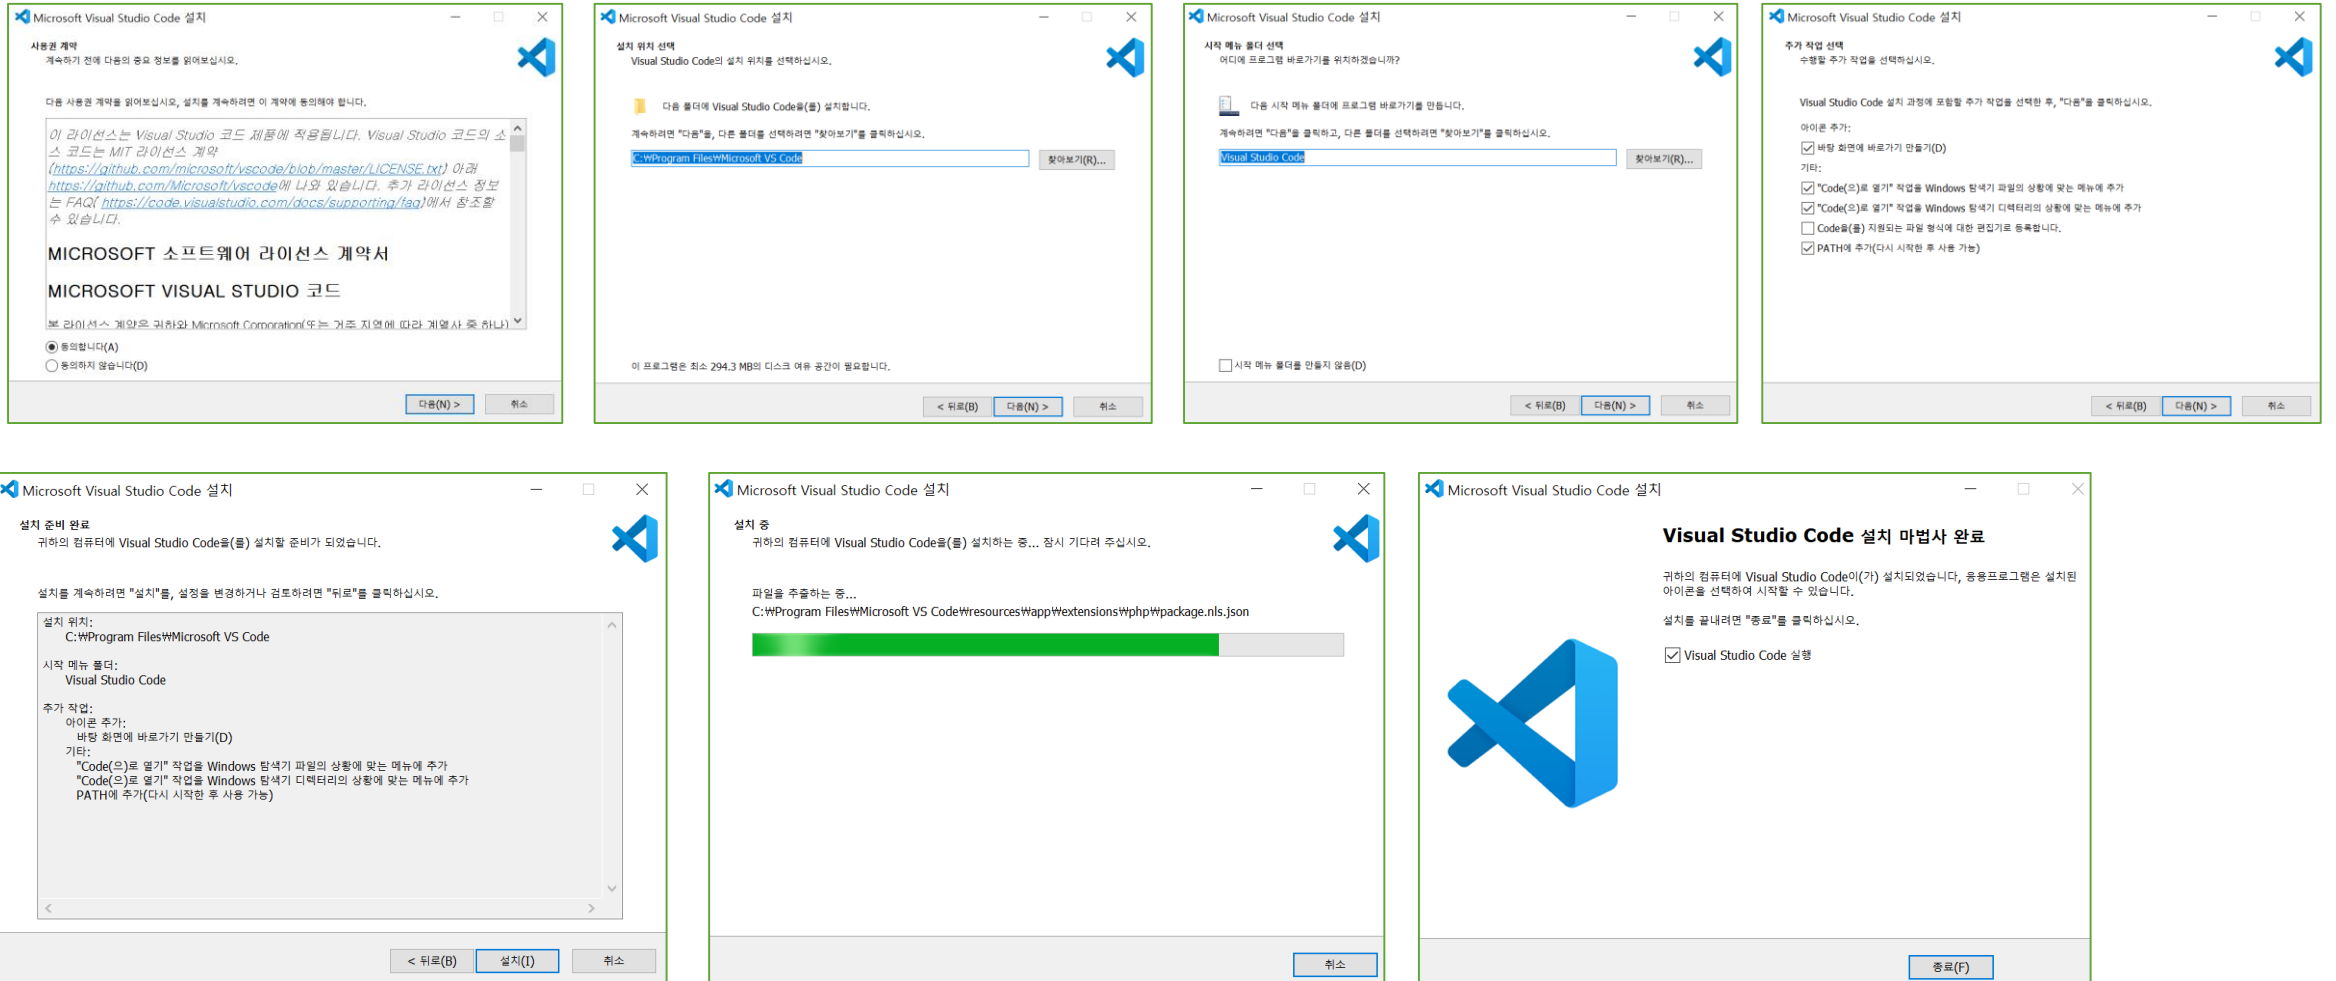 Microsoft Visual Studio Code 설치
사용권 계약
계속하기 전에 다음의 중요 정보를 읽어보십시오.
다음 사용권 계약을 읽어보십시오, 설치를 계속하려면 이 계약에 동의해야 합니다.
이 라이선스는 Visual Studio 코드 제품에 적용됩니다. Visual Studio 코드의 소
스 코드는 MIT 라이선스 계약
(https://github.com/microsoft/vscode/blob/master/LICENSE.txt) 아래
https://github.com/Microsoft/vscode에 나와 있습니다. 추가 라이선스 정보
는 FAQ( https://code.visualstudio.com/docs/supporting/faq)에서 참조할
수 있습니다.
MICROSOFT 소프트웨어 라이선스 계약서
MICROSOFT VISUAL STUDIO 코드
본 라이선스 계약은 귀하와 Microsoft Corporation(또는 거주 지역에 따라 계열사 중 하나)
동의합니다(A)
동의하지 않습니다(D)
다음(N) >
취소
Microsoft Visual Studio Code 설치
설치 위치 선택
Visual Studio Code의 설치 위치를 선택하십시오.
다음 폴더에 Visual Studio Code을(를) 설치합니다.
계속하려면 "다음"을, 다른 폴더를 선택하려면 "찾아보기"를 클릭하십시오.
C:₩Program Files₩Microsoft VS Code
찾아보기(R)...
이 프로그램은 최소 294.3 MB의 디스크 여유 공간이 필요합니다.
< 뒤로(B)
다음(N) >
취소
Microsoft Visual Studio Code 설치
시작 메뉴 폴더 선택
어디에 프로그램 바로가기를 위치하겠습니까?
다음 시작 메뉴 폴더에 프로그램 바로가기를 만듭니다.
계속하려면 "다음"을 클릭하고, 다른 폴더를 선택하려면 "찾아보기"를 클릭하십시오.
Visual Studio Code
찾아보기(R)...
시작 메뉴 폴더를 만들지 않음(D)
< 뒤로(B)
다음(N) >
취소
Microsoft Visual Studio Code 설치
추가 작업 선택
수행할 추가 작업을 선택하십시오.
Visual Studio Code 설치 과정에 포함할 추가 작업을 선택한 후, "다음"을 클릭하십시오.
아이콘 추가:
바탕 화면에 바로가기 만들기(D)
기타:
"Code(으)로 열기" 작업을 Windows 탐색기 파일의 상황에 맞는 메뉴에 추가
"Code(으)로 열기" 작업을 Windows 탐색기 디렉터리의 상황에 맞는 메뉴에 추가
Code을(를) 지원되는 파일 형식에 대한 편집기로 등록합니다.
PATH에 추가(다시 시작한 후 사용 가능)
< 뒤로(B)
다음(N) >
취소
Microsoft Visual Studio Code 설치
설치 준비 완료
귀하의 컴퓨터에 Visual Studio Code을(를) 설치할 준비가 되었습니다.
설치를 계속하려면 "설치"를, 설정을 변경하거나 검토하려면 "뒤로"를 클릭하십시오.
설치 위치:
C:₩Program Files₩Microsoft VS Code
시작 메뉴 폴더:
Visual Studio Code
추가 작업:
아이콘 추가:
바탕 화면에 바로가기 만들기(D)
기타:
"Code(으)로 열기" 작업을 Windows 탐색기 파일의 상황에 맞는 메뉴에 추가
"Code(으)로 열기" 작업을 Windows 탐색기 디렉터리의 상황에 맞는 메뉴에 추가
PATH에 추가(다시 시작한 후 사용 가능)
< 뒤로(B)
설치(I)
취소
Microsoft Visual Studio Code 설치
설치 중
귀하의 컴퓨터에 Visual Studio Code을(를) 설치하는 중... 잠시 기다려 주십시오.
파일을 추출하는 중...
C:₩Program Files₩Microsoft VS Code₩resources₩app₩extensions₩php₩package.nls.json
취소
Microsoft Visual Studio Code 설치
Visual Studio Code 설치 마법사 완료
귀하의 컴퓨터에 Visual Studio Code이(가) 설치되었습니다, 응용프로그램은 설치된
아이콘을 선택하여 시작할 수 있습니다.
설치를 끝내려면 "종료"를 클릭하십시오.
Visual Studio Code 실행
종료(F)